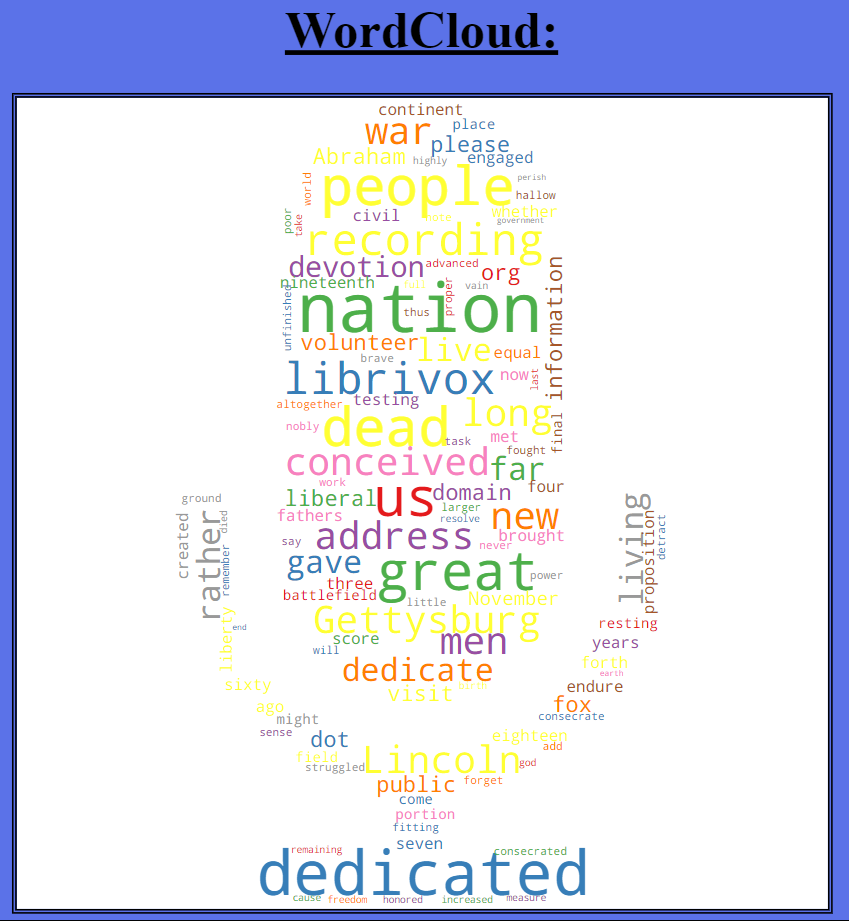 WordCloud:
continent
war place
please
Abraham highly engaged
people perish
world hallow
poor take civil note whether
government
recording
devotion advanced org
nineteenth full proper vain information
nation
unfinished thus
volunteer live equal
brave
librivox now last
altogether testing
dead long
nobly task met final
conceived fought
far
work
liberal us domain four
fathers larger
resolve new
address brought
say never
gave great power
three
battlefield little November
Gettysburg
score men
will
dedicate
visit birth
ground
created rather died
remember
end
liberty
sixty
ago
might
sense
living proposition detract
resting
years
forth
earth
endure
fox
consecrate
dot eighteen
add
field
struggled Lincoln god
public forget
come
portion
fitting
seven
remaining consecrated
dedicated
cause freedom honored increased measure